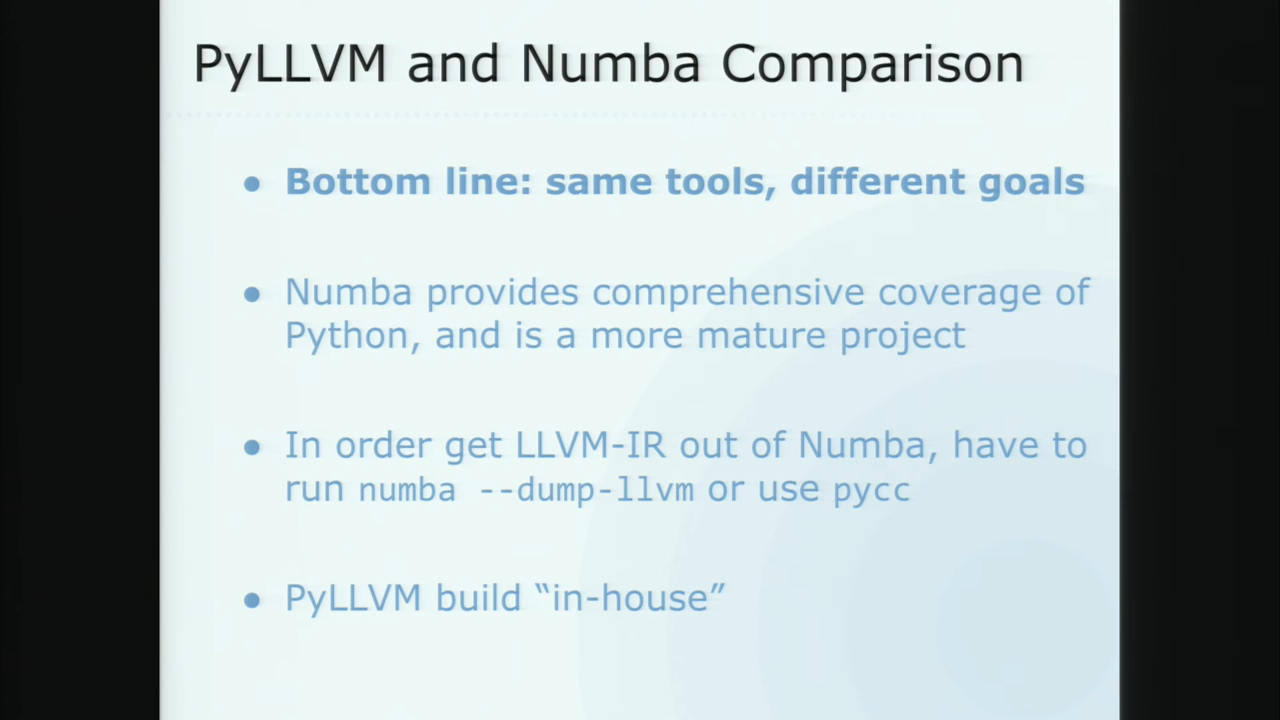 PyLLVM and Numba Comparison
● Bottom line: same tools, different goals
● Numba provides comprehensive coverage of
Python, and is a more mature project
● In order get LLVM-IR out of Numba, have to
run numba --dump-llvm or use pycc
● PyLLVM build “in-house”